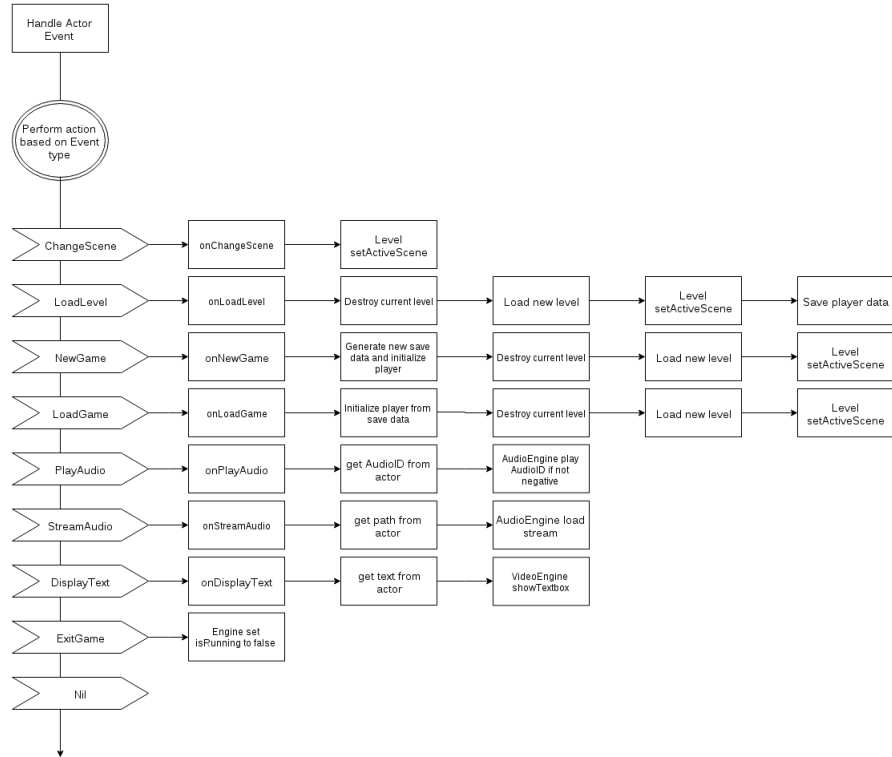 Handle Actor
Event
Perform action
based on Event
type
ChangeScene
onChangeScene
Level
setActiveScene
LoadLevel
onLoadLevel
Destroy current level
Load new level
Level
setActiveScene
Save player data
NewGame
onNewGame
Generate new save
data and initialize
player
Destroy current level
Load new level
Level
setActiveScene
LoadGame
onLoadGame
Initialize player from
save data
Destroy current level
Load new level
Level
setActiveScene
PlayAudio
onPlayAudio
get AudioID from
actor
AudioEngine play
AudioID if not
negative
StreamAudio
onStreamAudio
get path from
actor
AudioEngine load
stream
DisplayText
onDisplayText
get text from
actor
VideoEngine
showTextbox
ExitGame
Engine set
isRunning to false
Nil